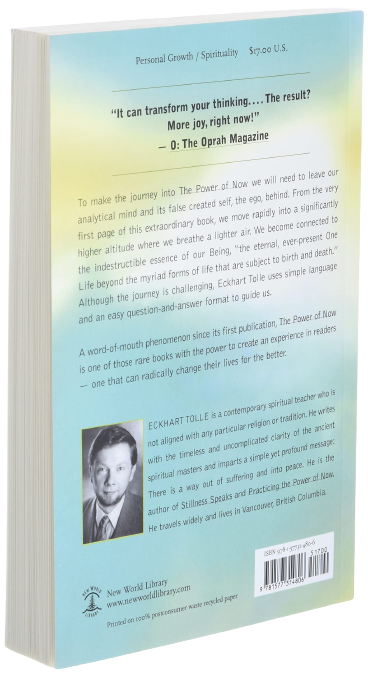 Personal Growth / Spirituality $17.00 U.S.
“It can transform your thinking.... The result?
More joy, right now!”
— O: The Oprah Magazine
To make the journey into The Power of Now we will need to leave our
analytical mind and its false created self, the ego, behind. From the very
first page of this extraordinary book, we move rapidly into a significantly
higher altitude where we breathe a lighter air. We become connected to
the indestructible essence of our Being, “the eternal, ever-present One
Life beyond the myriad forms of life that are subject to birth and death.”
Although the journey is challenging, Eckhart Tolle uses simple language
and an easy question-and-answer format to guide us.
A word-of-mouth phenomenon since its first publication, The Power of Now
is one of those rare books with the power to create an experience in readers
— one that can radically change their lives for the better.
ECKHART TOLLE is a contemporary spiritual teacher who is
not aligned with any particular religion or tradition. He writes
with the timeless and uncomplicated clarity of the ancient
spiritual masters and imparts a simple yet profound message:
There is a way out of suffering and into peace. He is the
author of Stillness Speaks and Practicing the Power of Now.
He travels widely and lives in Vancouver, British Columbia.
ISBN 978-1-57731-480-6
51700
9 781577 314806
NEW WORLD
LIBRARY
New World Library
www.newworldlibrary.com
Printed on 100% postconsumer waste recycled paper